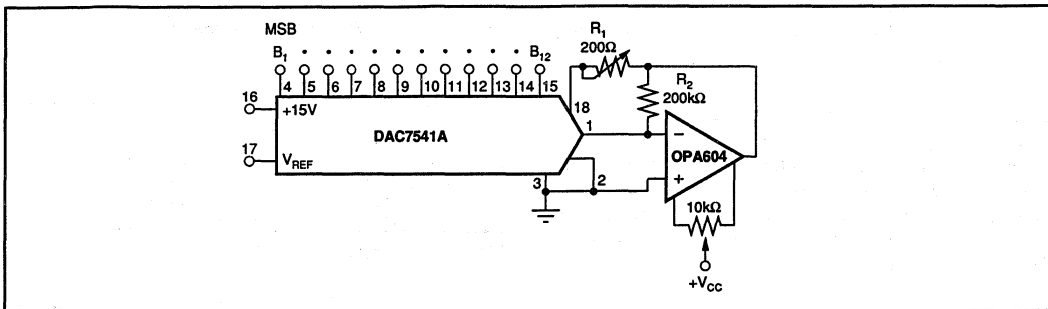 MSB
B1 · · · · · · · · · · B12
4 5 6 7 8 9 10 11 12 13 14 15
R1
200Ω
R2
200kΩ
16
+15V
18
DAC7541A
1
17
VREF
3
2
−
OPA604
+
10kΩ
+VCC